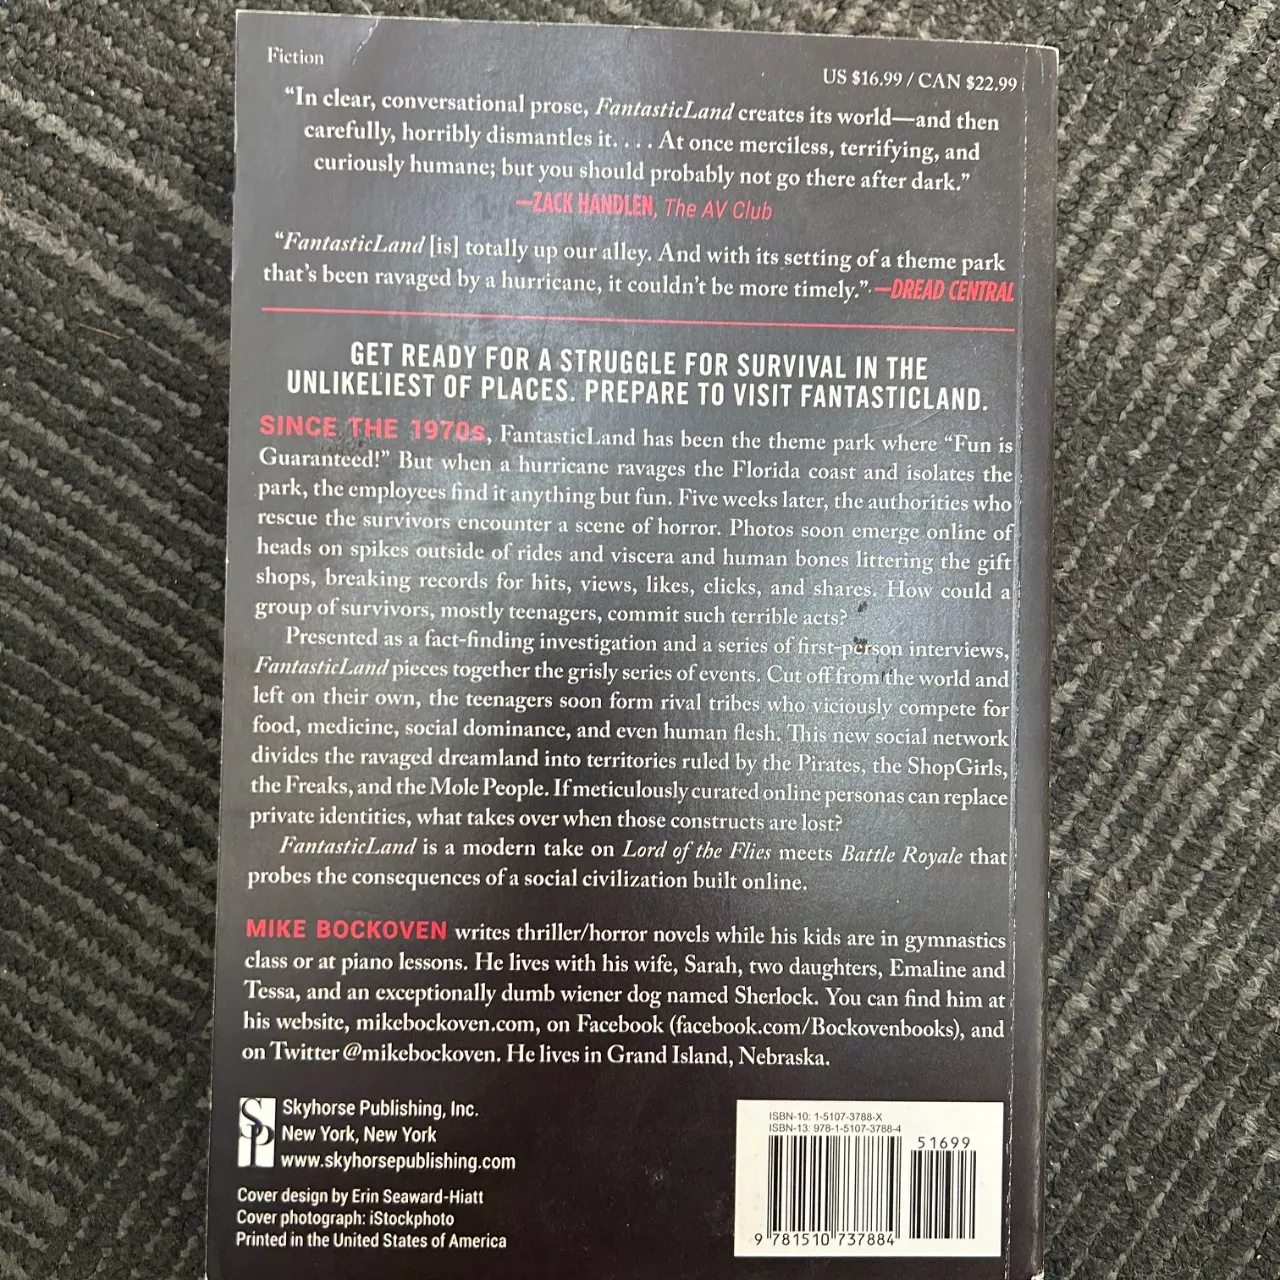 Fiction
US $16.99 / CAN $22.99
“In clear, conversational prose, FantasticLand creates its world—and then
carefully, horribly dismantles it. . . . At once merciless, terrifying, and
curiously humane; but you should probably not go there after dark.”
—ZACK HANDLEN, The AV Club
“FantasticLand [is] totally up our alley. And with its setting of a theme park
that’s been ravaged by a hurricane, it couldn’t be more timely.” —DREAD CENTRAL
GET READY FOR A STRUGGLE FOR SURVIVAL IN THE
UNLIKELIEST OF PLACES. PREPARE TO VISIT FANTASTICLAND.
SINCE THE 1970s, FantasticLand has been the theme park where “Fun is
Guaranteed!” But when a hurricane ravages the Florida coast and isolates the
park, the employees find it anything but fun. Five weeks later, the authorities who
rescue the survivors encounter a scene of horror. Photos soon emerge online of
heads on spikes outside of rides and viscera and human bones littering the gift
shops, breaking records for hits, views, likes, clicks, and shares. How could a
group of survivors, mostly teenagers, commit such terrible acts?
Presented as a fact-finding investigation and a series of first-person interviews,
FantasticLand pieces together the grisly series of events. Cut off from the world and
left on their own, the teenagers soon form rival tribes who viciously compete for
food, medicine, social dominance, and even human flesh. This new social network
divides the ravaged dreamland into territories ruled by the Pirates, the ShopGirls,
the Freaks, and the Mole People. If meticulously curated online personas can replace
private identities, what takes over when those constructs are lost?
FantasticLand is a modern take on Lord of the Flies meets Battle Royale that
probes the consequences of a social civilization built online.
MIKE BOCKOVEN writes thriller/horror novels while his kids are in gymnastics
class or at piano lessons. He lives with his wife, Sarah, two daughters, Emaline and
Tessa, and an exceptionally dumb wiener dog named Sherlock. You can find him at
his website, mikebockoven.com, on Facebook (facebook.com/Bockovenbooks), and
on Twitter @mikebockoven. He lives in Grand Island, Nebraska.
SP
Skyhorse Publishing, Inc.
New York, New York
www.skyhorsepublishing.com
Cover design by Erin Seaward-Hiatt
Cover photograph: iStockphoto
Printed in the United States of America
ISBN-10: 1-5107-3788-X
ISBN-13: 978-1-5107-3788-4
51699
9 781510 737884